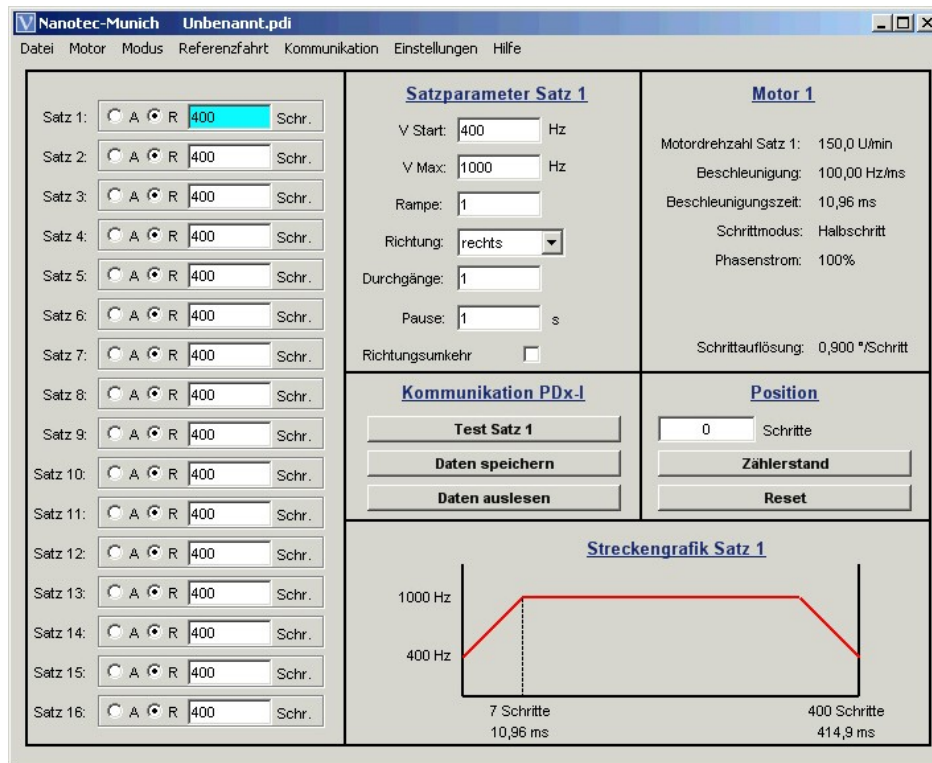 Nanotec-Munich Unbenannt.pdi
Datei Motor Modus Referenzfahrt Kommunikation Einstellungen Hilfe
Satz 1: A R 400 Schr.
Satz 2: A R 400 Schr.
Satz 3: A R 400 Schr.
Satz 4: A R 400 Schr.
Satz 5: A R 400 Schr.
Satz 6: A R 400 Schr.
Satz 7: A R 400 Schr.
Satz 8: A R 400 Schr.
Satz 9: A R 400 Schr.
Satz 10: A R 400 Schr.
Satz 11: A R 400 Schr.
Satz 12: A R 400 Schr.
Satz 13: A R 400 Schr.
Satz 14: A R 400 Schr.
Satz 15: A R 400 Schr.
Satz 16: A R 400 Schr.
Satzparameter Satz 1
V Start: 400 Hz
V Max: 1000 Hz
Rampe: 1
Richtung: rechts
Durchgänge: 1
Pause: 1 s
Richtungsumkehr
Motor 1
Motordrehzahl Satz 1: 150,0 U/min
Beschleunigung: 100,00 Hz/ms
Beschleunigungszeit: 10,96 ms
Schrittmodus: Halbschritt
Phasenstrom: 100%
Schrittauflösung: 0,900 °/Schritt
Kommunikation PDx-I
Test Satz 1
Daten speichern
Daten auslesen
Position
0 Schritte
Zählerstand
Reset
Streckengrafik Satz 1
1000 Hz
400 Hz
7 Schritte 400 Schritte
10,96 ms 414,9 ms